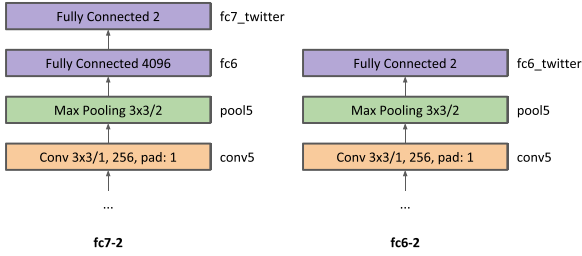 Fully Connected 2 fc7_twitter
Fully Connected 4096 fc6
Max Pooling 3x3/2 pool5
Conv 3x3/1, 256, pad: 1 conv5
...
fc7-2
Fully Connected 2 fc6_twitter
Max Pooling 3x3/2 pool5
Conv 3x3/1, 256, pad: 1 conv5
...
fc6-2